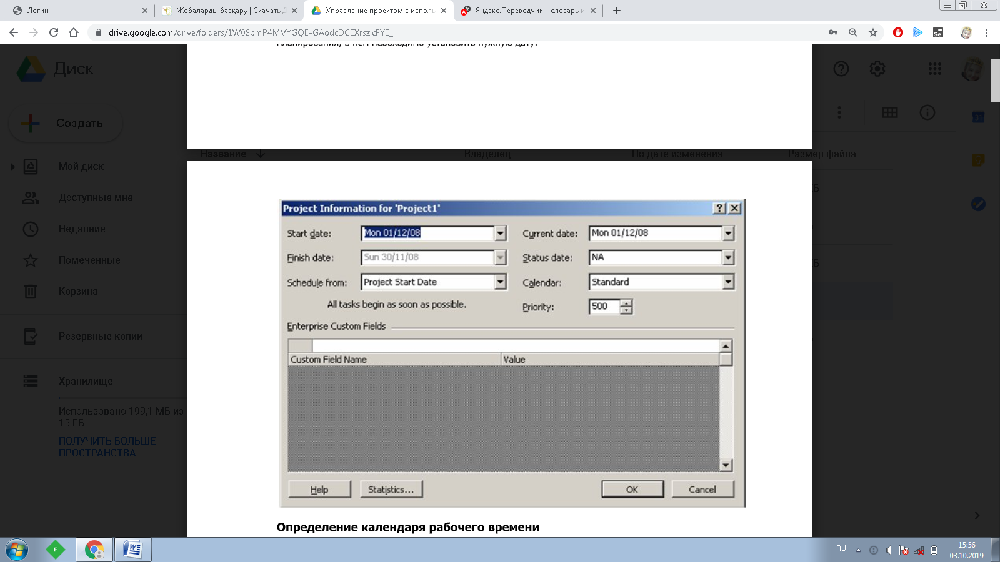 Логин
Жобаларды басқару | Скачать Д
Управление проектом с исполь
Яндекс.Переводчик – словарь и
drive.google.com/drive/folders/1W0SbmP4MVYGQE-GAodcDCEXrszjcFYE_
Se
планирования, в нем необходимо установить нужную дату.
Диск
Создать
31
Название
Владелец
По дате изменения
Размер файла
Мой диск
Доступные мне
Недавние
Помеченные
Корзина
Резервные копии
Хранилище
Использовано 199,1 МБ из
15 ГБ
ПОЛУЧИТЬ БОЛЬШЕ
ПРОСТРАНСТВА
Б
Б
Project Information for 'Project1'
Start date: Mon 01/12/08 Current date: Mon 01/12/08
Finish date: Sun 30/11/08 Status date: NA
Schedule from: Project Start Date Calendar: Standard
All tasks begin as soon as possible. Priority: 500
Enterprise Custom Fields
Custom Field Name Value
Help Statistics... OK Cancel
Определение календаря рабочего времени
F
W
RU
15:56
03.10.2019